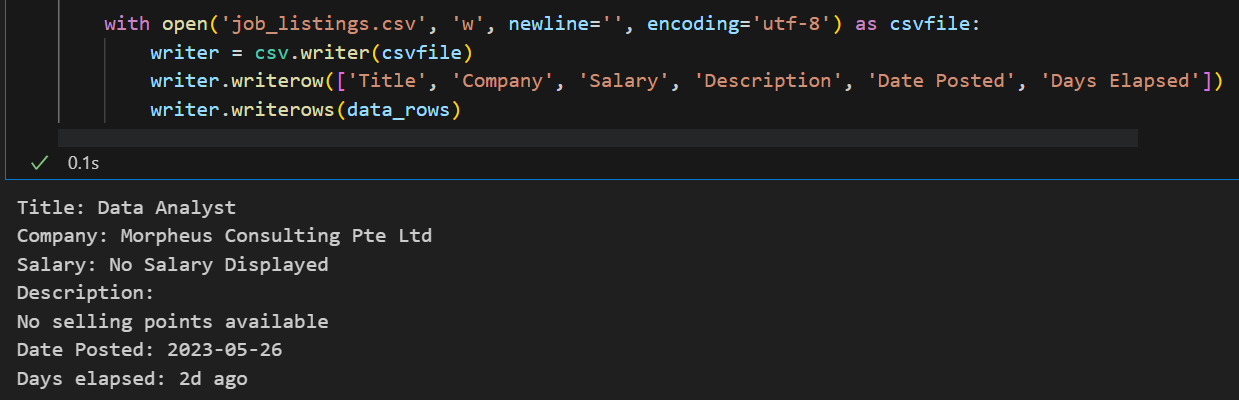 with open('job_listings.csv', 'w', newline='', encoding='utf-8') as csvfile:
writer = csv.writer(csvfile)
writer.writerow(['Title', 'Company', 'Salary', 'Description', 'Date Posted', 'Days Elapsed'])
writer.writerows(data_rows)
0.1s
Title: Data Analyst
Company: Morpheus Consulting Pte Ltd
Salary: No Salary Displayed
Description:
No selling points available
Date Posted: 2023-05-26
Days elapsed: 2d ago